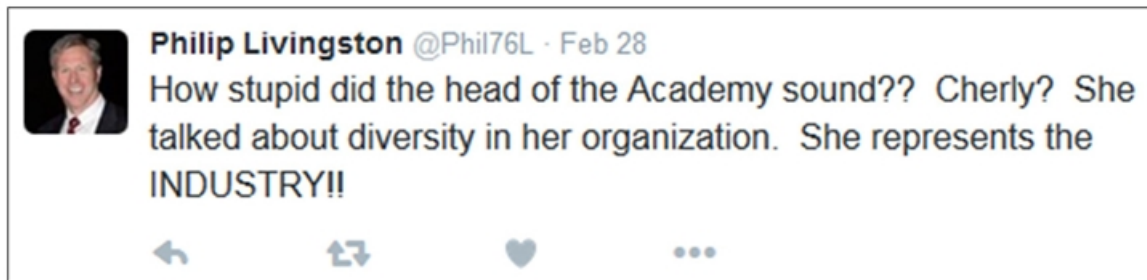 Philip Livingston @Phil76L · Feb 28
How stupid did the head of the Academy sound?? Cherly? She
talked about diversity in her organization. She represents the
INDUSTRY!!